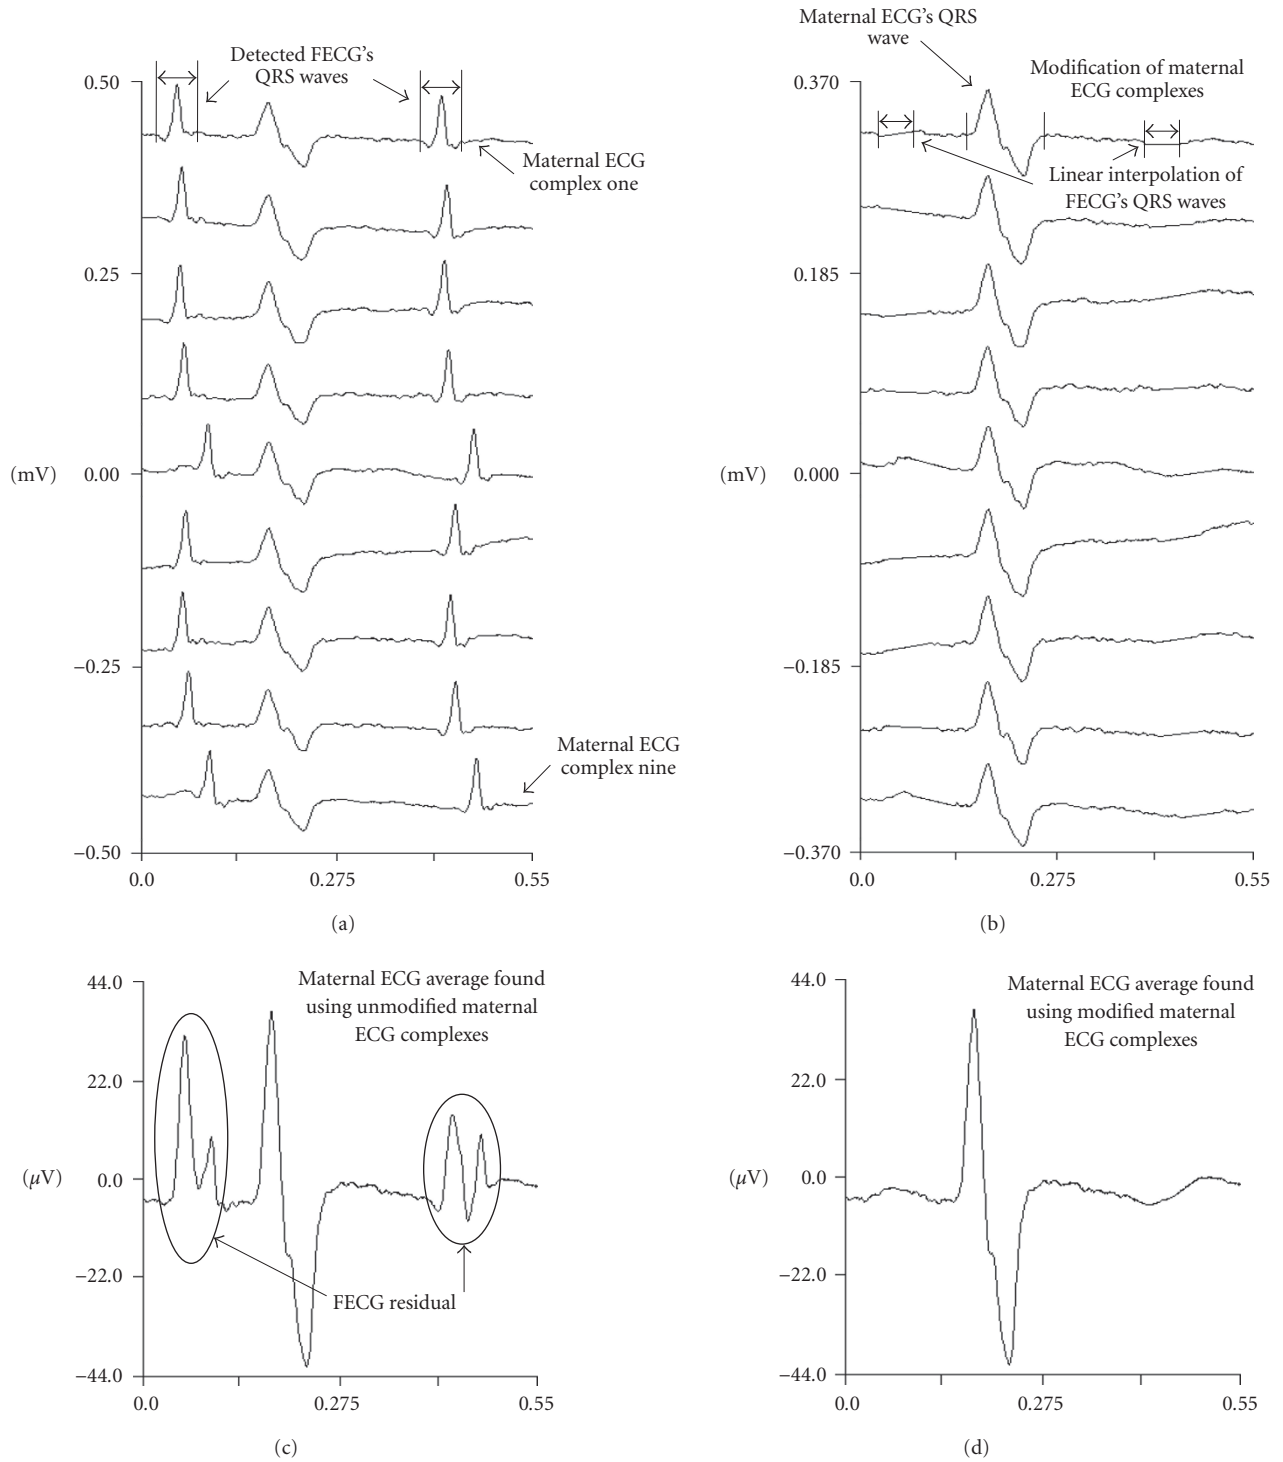 Detected FECG's
QRS waves
0.50
0.25
0.00
(mV)
−0.25
−0.50
0.0
0.275
0.55
Maternal ECG
complex one
Maternal ECG
complex nine
(a)
Maternal ECG's QRS
wave
Modification of maternal
ECG complexes
Linear interpolation of
FECG's QRS waves
0.370
0.185
0.000
(mV)
−0.185
−0.370
0.0
0.275
0.55
(b)
Maternal ECG average found
using unmodified maternal
ECG complexes
44.0
22.0
0.0
(μV)
−22.0
−44.0
FECG residual
0.0
0.275
0.55
(c)
Maternal ECG average found
using modified maternal
ECG complexes
44.0
22.0
0.0
(μV)
−22.0
−44.0
0.0
0.275
0.55
(d)